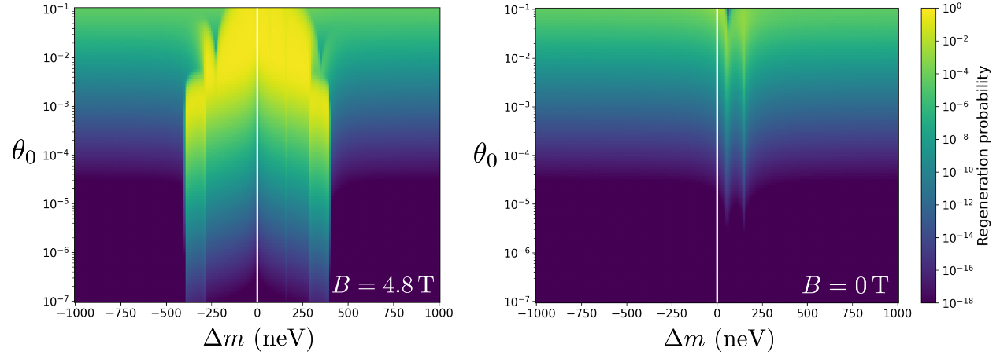 10⁻¹
10⁻²
10⁻³
θ₀ 10⁻⁴
10⁻⁵
10⁻⁶
10⁻⁷
B = 4.8 T
−1000 −750 −500 −250 0 250 500 750 1000
Δm (neV)
10⁻¹
10⁻²
10⁻³
θ₀ 10⁻⁴
10⁻⁵
10⁻⁶
10⁻⁷
B = 0 T
−1000 −750 −500 −250 0 250 500 750 1000
Δm (neV)
10⁰
10⁻²
10⁻⁴
10⁻⁶
10⁻⁸
10⁻¹⁰
10⁻¹²
10⁻¹⁴
10⁻¹⁶
10⁻¹⁸
Regeneration probability